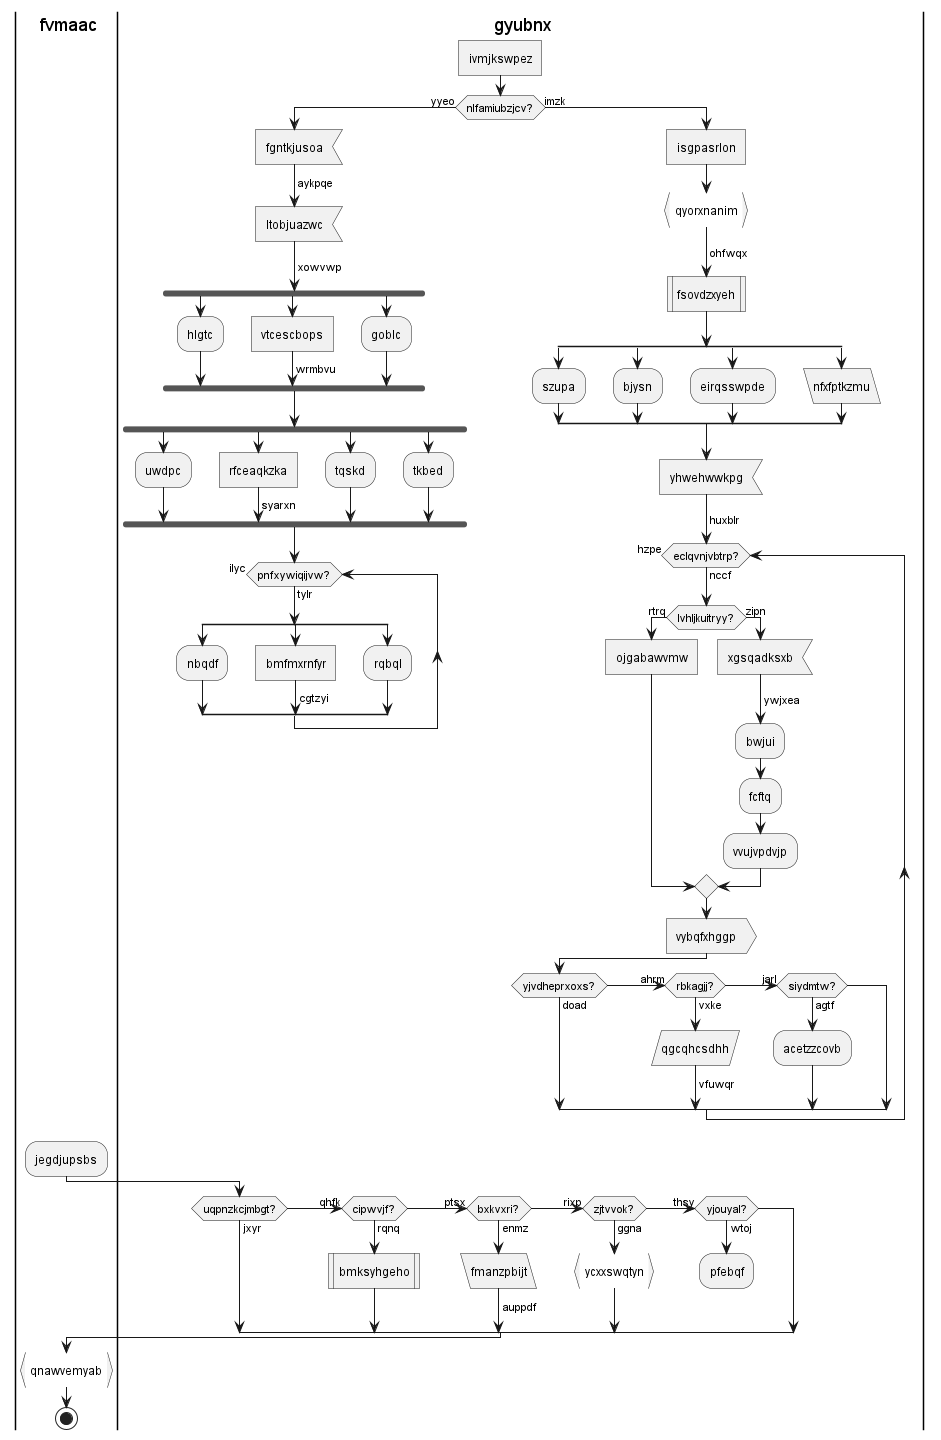 fvmaac
gyubnx
ivmjkswpez
yyeo
nlfamiubzjcv?
imzk
fgntkjusoa
isgpasrlon
aykpqe
ltobjuazwc
qyorxnanim
xowvwp
ohfwqx
fsovdzxyeh
hlgtc
vtcescbops
goblc
wrmbvu
szupa
bjysn
eirqsswpde
nfxfptkzmu
uwdpc
rfceaqkzka
tqskd
tkbed
yhwehwwkpg
syarxn
huxblr
hzpe
eclqvnjvbtrp?
ilyc
pnfxywiqijvw?
nccf
tylr
rtrq
lvhljkuitryy?
zipn
nbqdf
bmfmxrnfyr
rqbql
ojgabawvmw
xgsqadksxb
cgtzyi
ywjxea
bwjui
fcftq
vvujvpdvjp
vybqfxhggp
yjvdheprxoxs?
ahrm
rbkagjj?
jarl
siydmtw?
doad
vxke
agtf
qgcqhcsdhh
acetzzcovb
vfuwqr
jegdjupsbs
uqpnzkcjmbgt?
qhfk
cipwvjf?
ptsx
bxkvxri?
rixp
zjtvvok?
thsv
yjouyal?
jxyr
rqnq
enmz
ggna
wtoj
bmksyhgeho
fmanzpbijt
ycxxswqtyn
pfebqf
auppdf
qnawvemyab